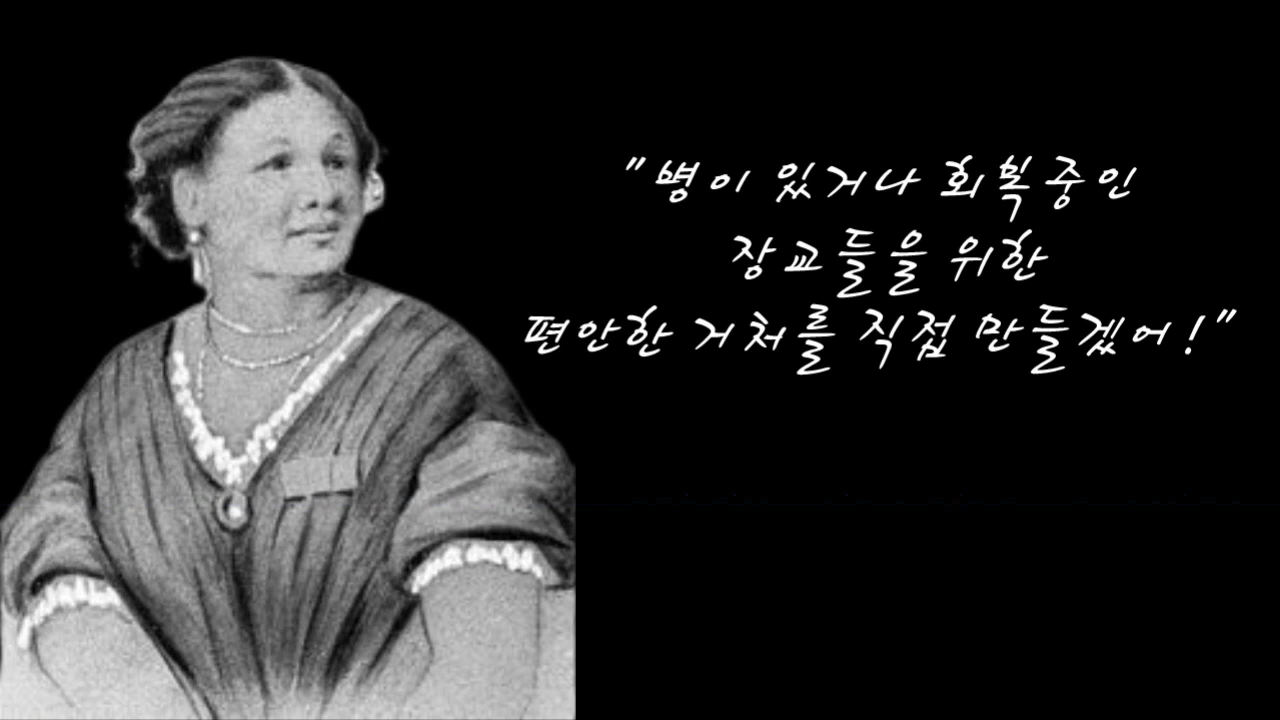 "병이 있거나 회획중인
장교들을 위한
편안한 거처를 직접 만들겠어!"